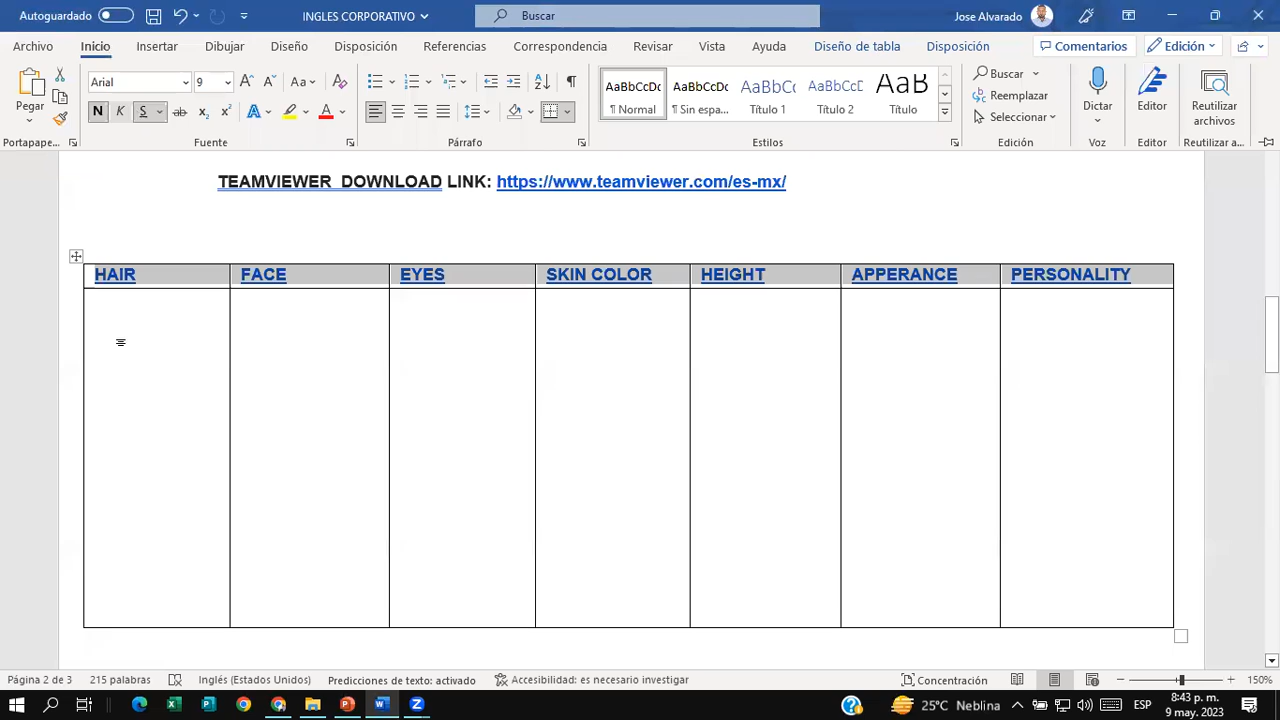 Autoguardado
INGLES CORPORATIVO
Buscar
Jose Alvarado
Archivo Inicio Insertar Dibujar Diseño Disposición Referencias Correspondencia Revisar Vista Ayuda Diseño de tabla Disposición Comentarios Edición
Pegar
Portapape...
Arial 9 A A Aa A
N K S ab x₂ x² A A
Fuente
Párrafo
AaBbCcDc AaBbCcDc AaBbCc AaBbCcD AaB
¶ Normal ¶ Sin espa... Título 1 Título 2 Título
Estilos
Buscar
Reemplazar
Seleccionar
Edición
Dictar
Voz
Editor
Editor
Reutilizar archivos
Reutilizar a...
TEAMVIEWER DOWNLOAD LINK: https://www.teamviewer.com/es-mx/
HAIR FACE EYES SKIN COLOR HEIGHT APPERANCE PERSONALITY
Página 2 de 3 215 palabras Inglés (Estados Unidos) Predicciones de texto: activado Accesibilidad: es necesario investigar Concentración 150%
25°C Neblina ESP 8:43 p. m.
9 may. 2023